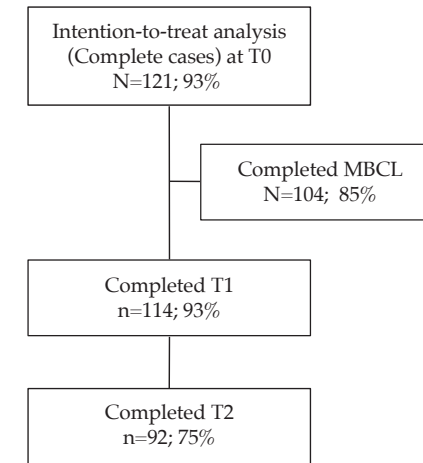 Intention-to-treat analysis
(Complete cases) at T0
N=121; 93%
Completed MBCL
N=104;  85%
Completed T1
n=114; 93%
Completed T2
n=92; 75%